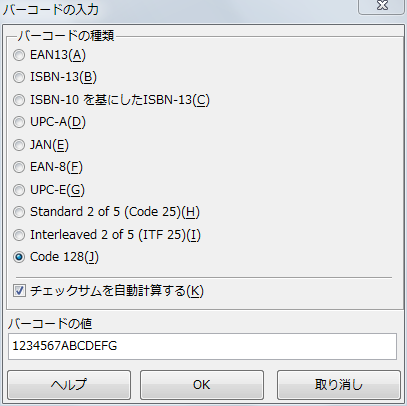 バーコードの入力
バーコードの種類
EAN13(A)
ISBN-13(B)
ISBN-10 を基にしたISBN-13(C)
UPC-A(D)
JAN(E)
EAN-8(F)
UPC-E(G)
Standard 2 of 5 (Code 25)(H)
Interleaved 2 of 5 (ITF 25)(I)
Code 128(J)
チェックサムを自動計算する(K)
バーコードの値
1234567ABCDEFG
ヘルプ OK 取り消し